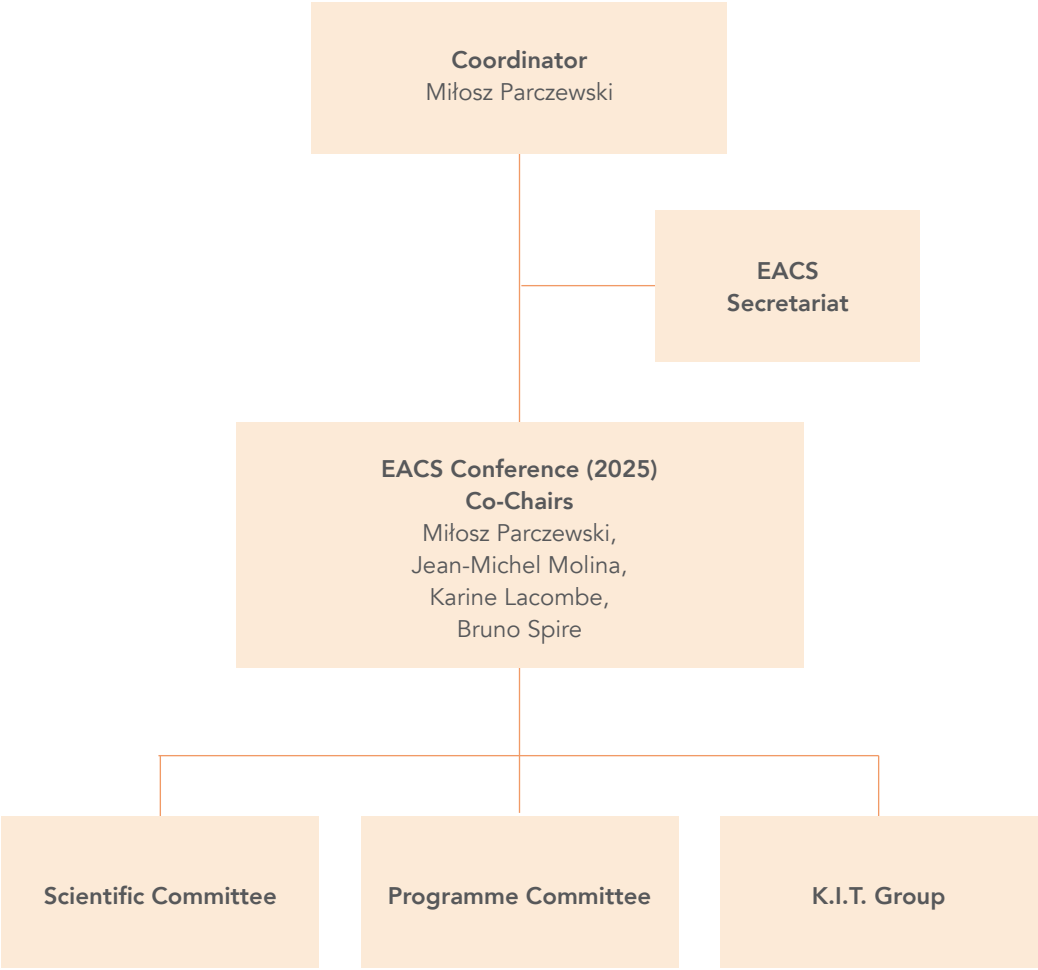 Coordinator
Miłosz Parczewski
EACS
Secretariat
EACS Conference (2025)
Co-Chairs
Miłosz Parczewski,
Jean-Michel Molina,
Karine Lacombe,
Bruno Spire
Scientific Committee
Programme Committee
K.I.T. Group